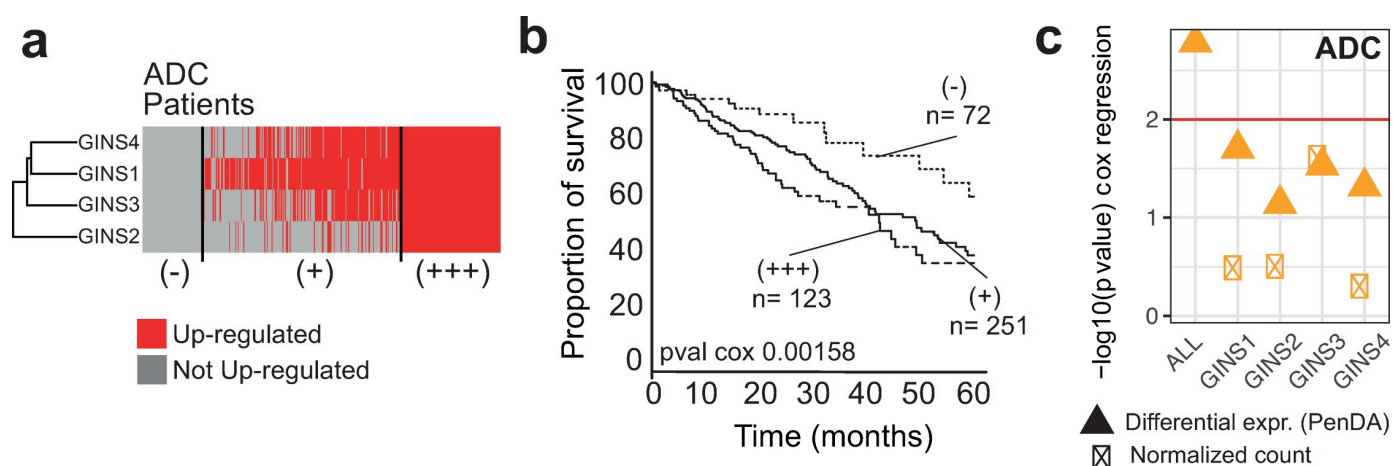 a
ADC
Patients
GINS4
GINS1
GINS3
GINS2
(-)
(+)
(+++)
Up-regulated
Not Up-regulated
b
Proportion of survival
100
80
60
40
20
0
(-)
n= 72
(+++)
n= 123
(+)
n= 251
pval cox 0.00158
0 10 20 30 40 50 60
Time (months)
c
−log10(p value) cox regression
ADC
2
1
0
ALL
GINS1
GINS2
GINS3
GINS4
Differential expr. (PenDA)
Normalized count